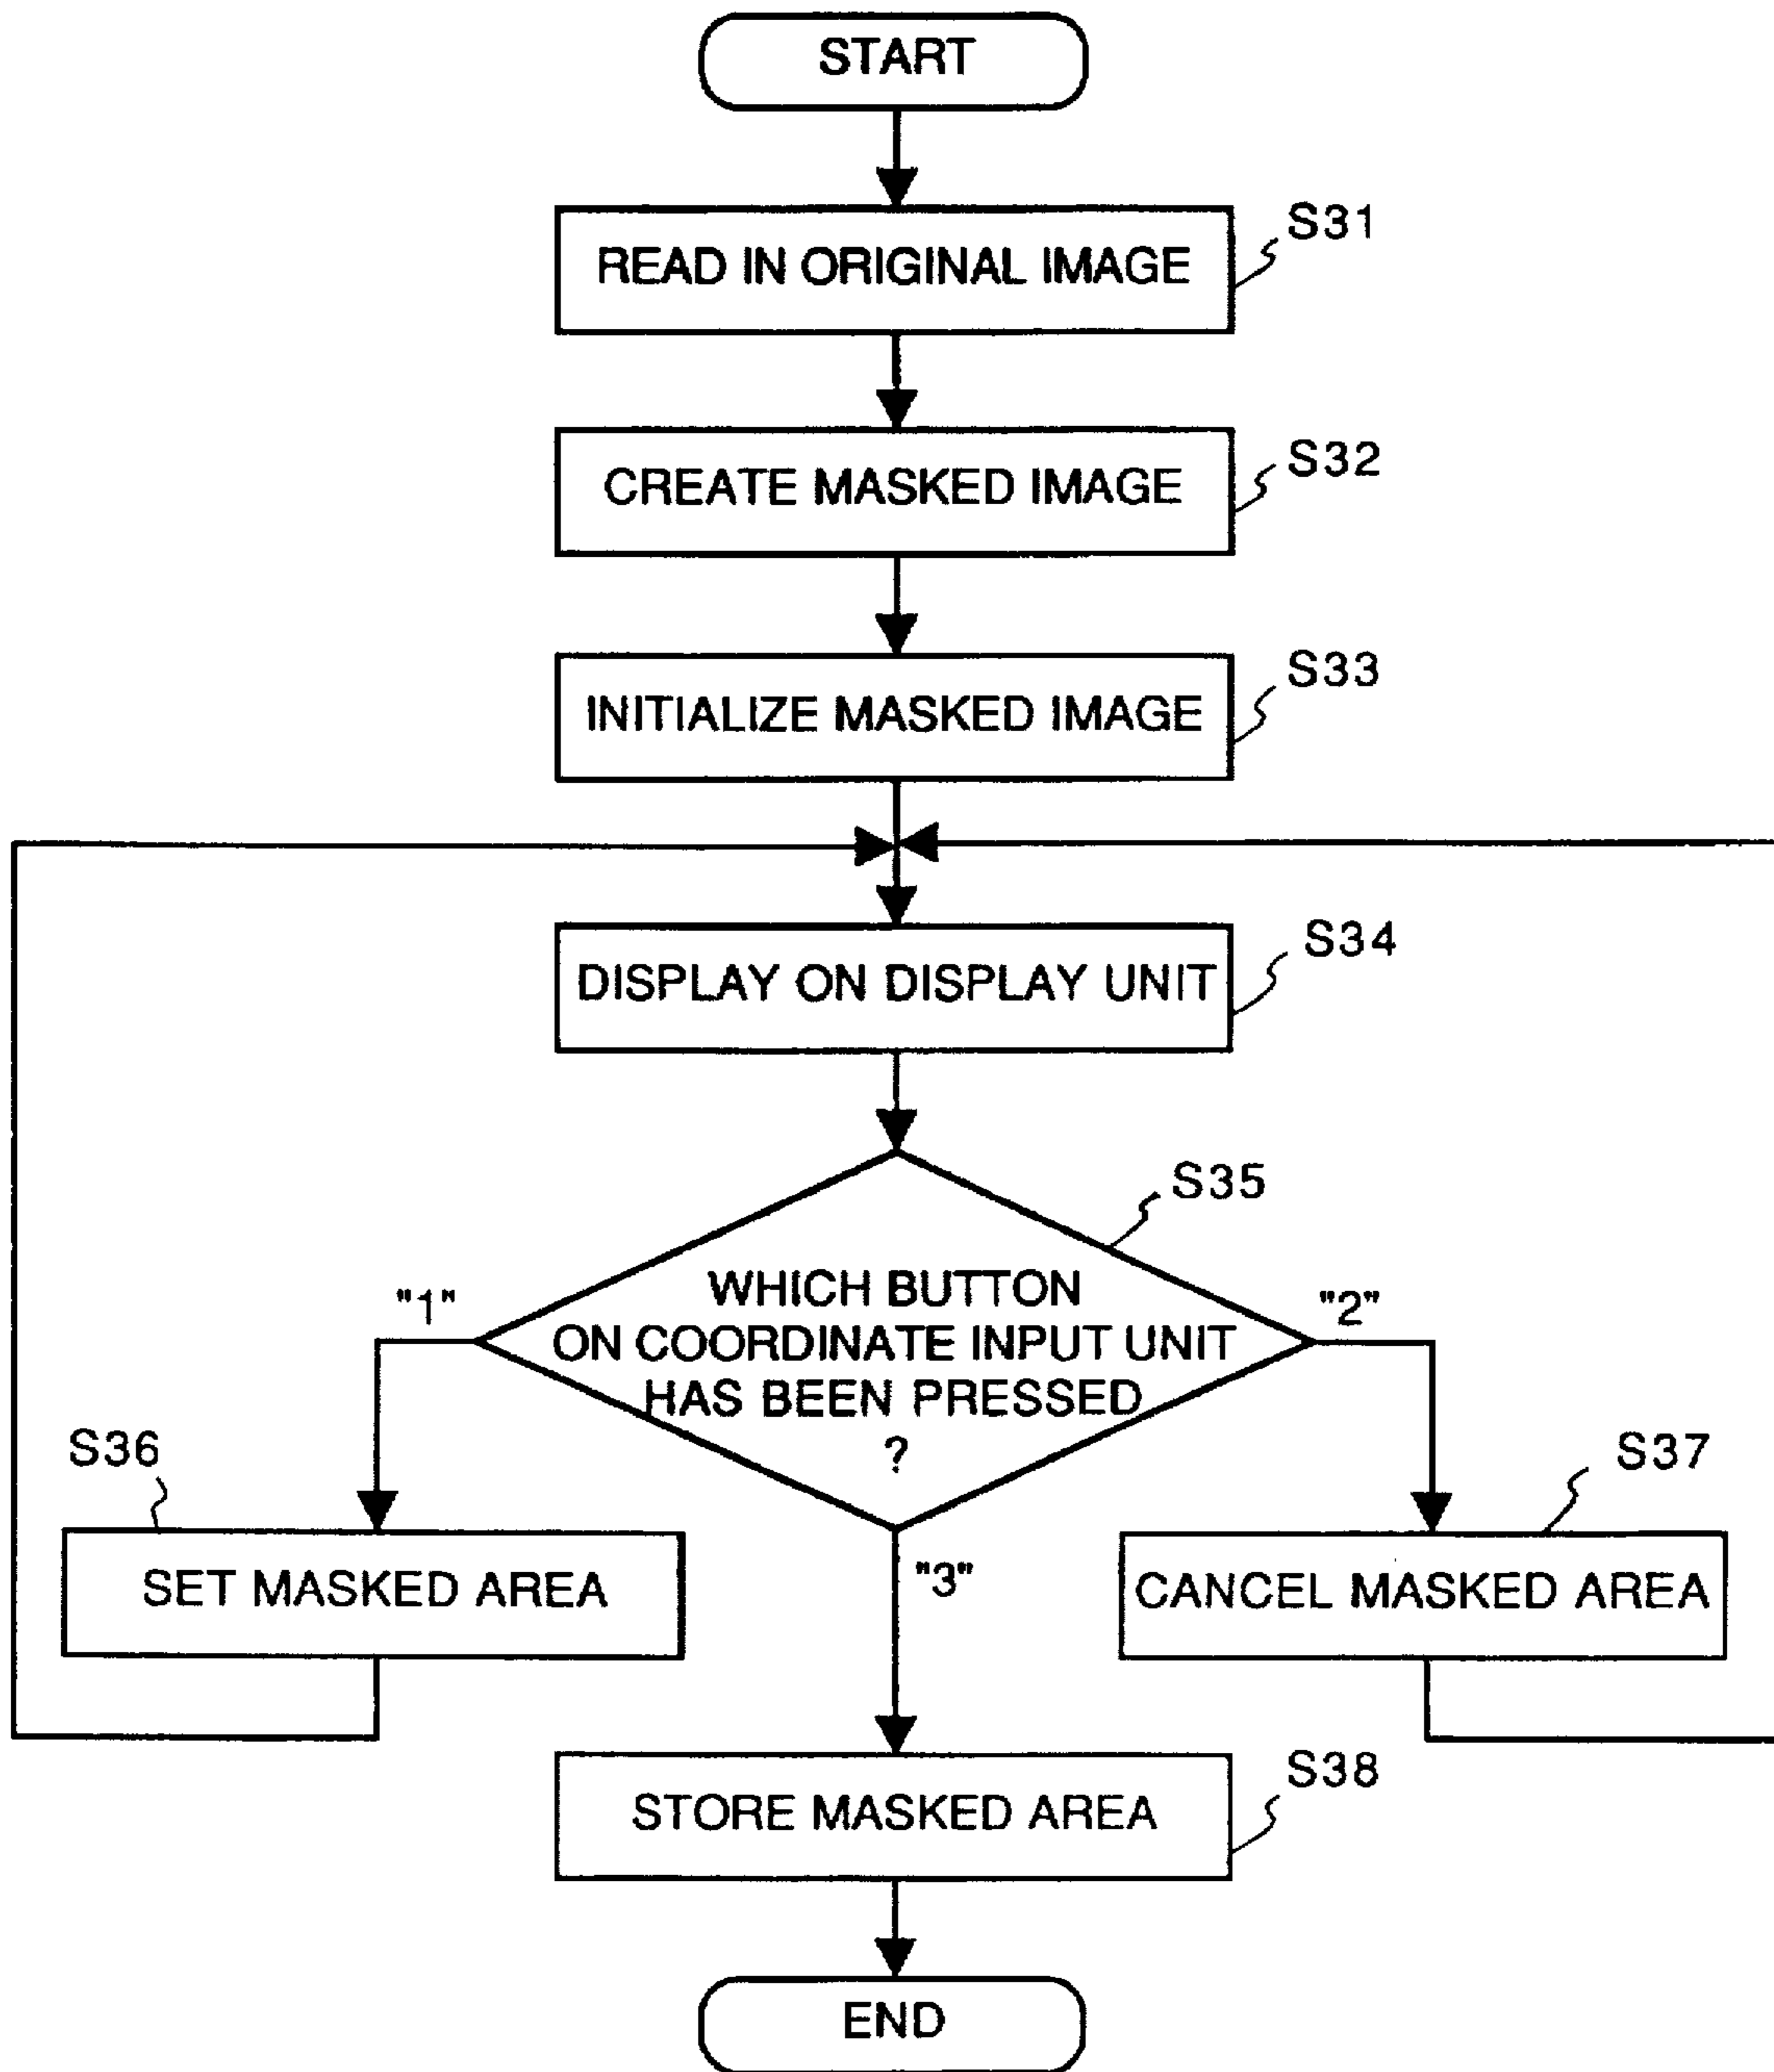 START
S31
READ IN ORIGINAL IMAGE
S32
CREATE MASKED IMAGE
S33
INITIALIZE MASKED IMAGE
S34
DISPLAY ON DISPLAY UNIT
S35
WHICH BUTTON
ON COORDINATE INPUT UNIT
HAS BEEN PRESSED
?
"1"
"2"
S36
S37
SET MASKED AREA
"3"
CANCEL MASKED AREA
S38
STORE MASKED AREA
END